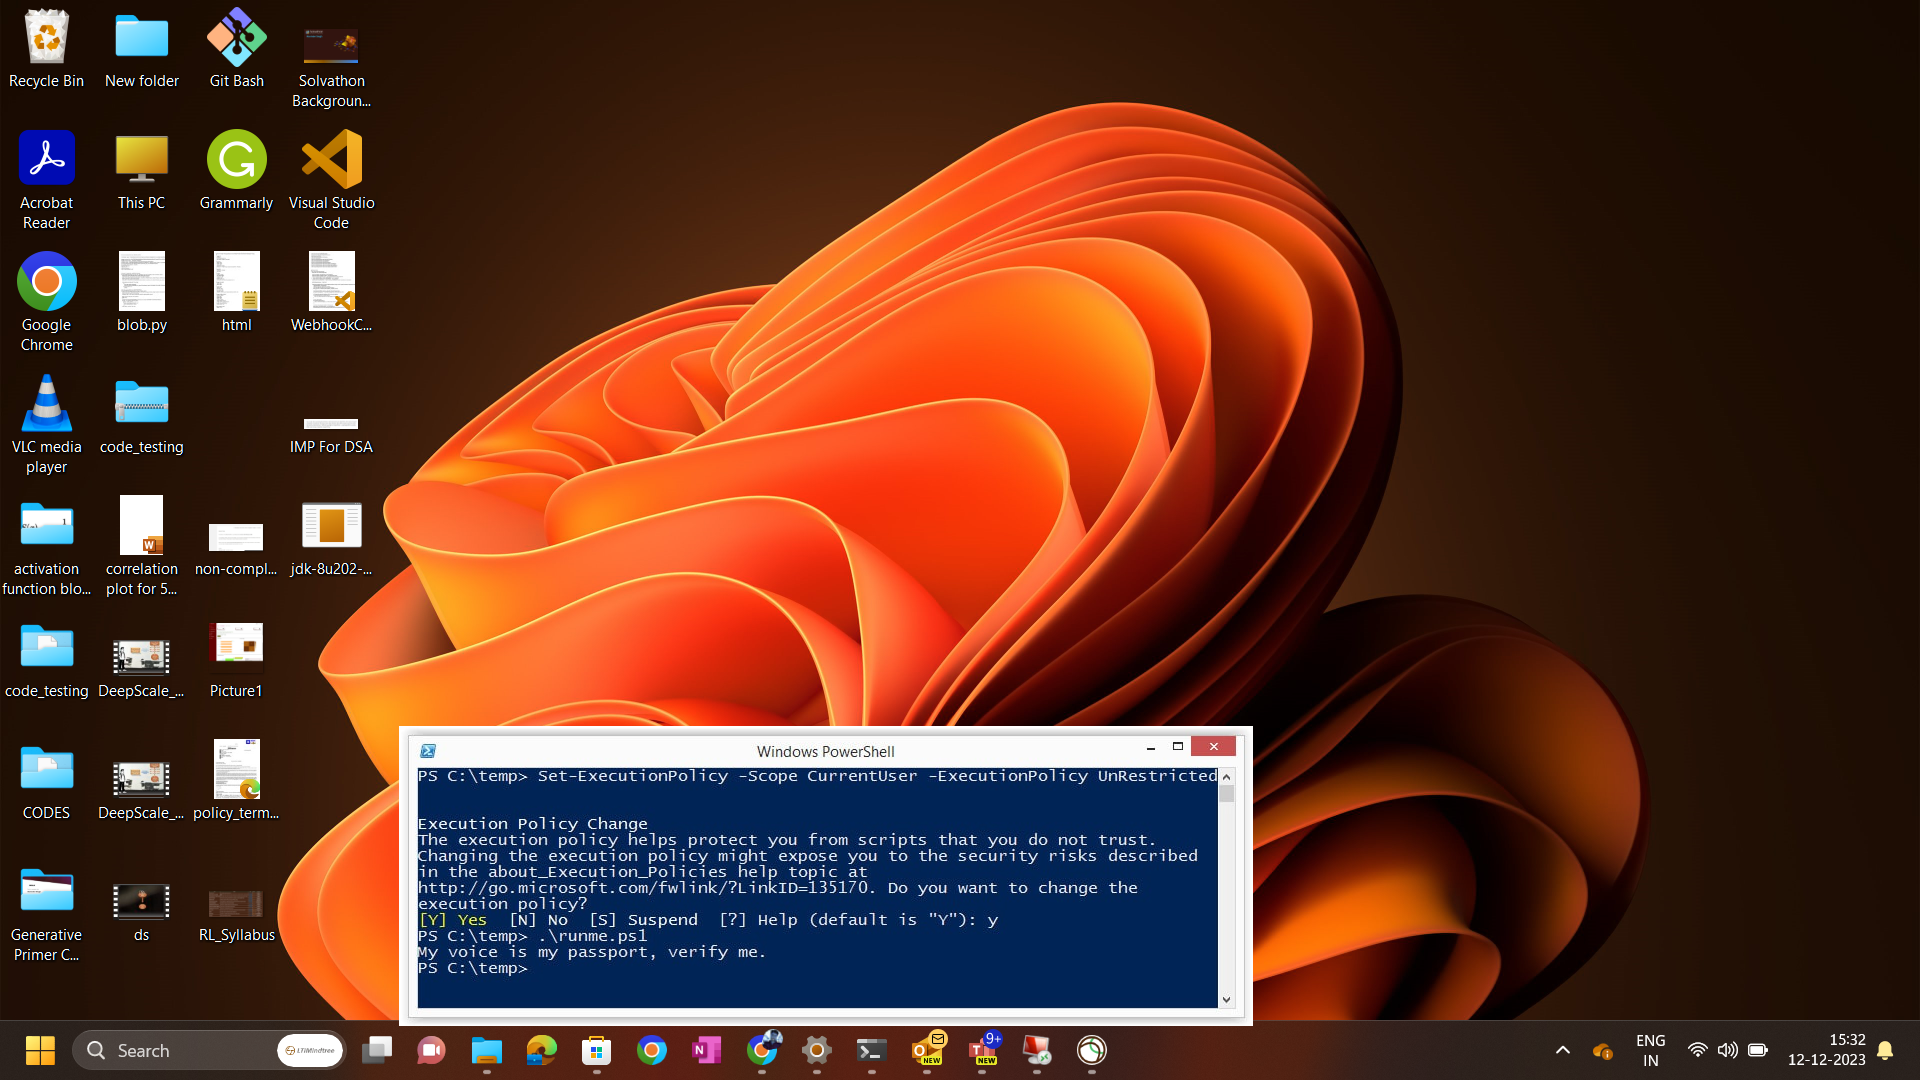 Recycle Bin
New folder
Git Bash
Solvathon
Backgroun...
Acrobat
Reader
This PC
Grammarly
Visual Studio
Code
Google
Chrome
blob.py
html
WebhookC...
VLC media
player
code_testing
IMP For DSA
activation
function blo...
correlation
plot for 5...
non-compl...
jdk-8u202-...
code_testing
DeepScale_...
Picture1
CODES
DeepScale_...
policy_term...
Generative
Primer C...
ds
RL_Syllabus
Windows PowerShell
PS C:\temp> Set-ExecutionPolicy -Scope CurrentUser -ExecutionPolicy UnRestricted
Execution Policy Change
The execution policy helps protect you from scripts that you do not trust.
Changing the execution policy might expose you to the security risks described
in the about_Execution_Policies help topic at
http://go.microsoft.com/fwlink/?LinkID=135170. Do you want to change the
execution policy?
[Y] Yes  [N] No  [S] Suspend  [?] Help (default is "Y"): y
PS C:\temp> .\runme.ps1
My voice is my passport, verify me.
PS C:\temp>
Search
LTIMindtree
NEW
9+
NEW
ENG
IN
15:32
12-12-2023